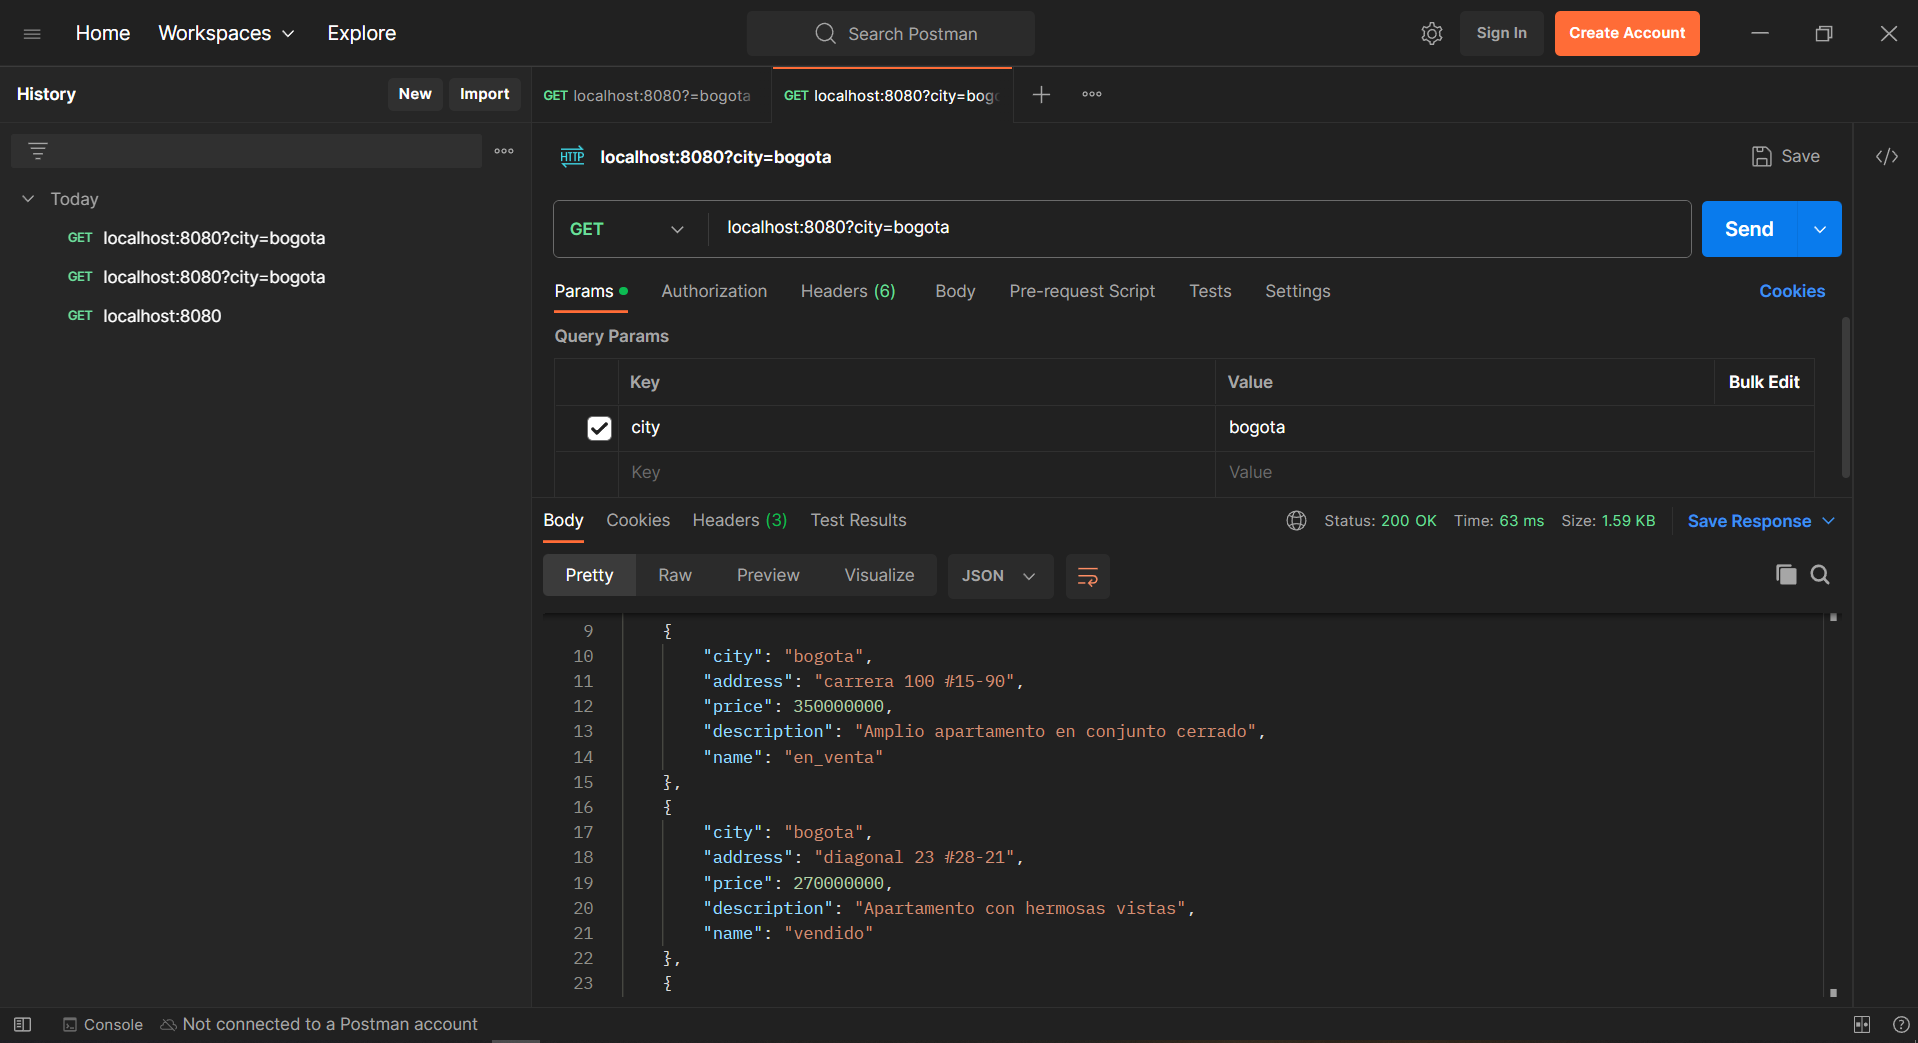 Home Workspaces Explore Search Postman Sign In Create Account
History New Import GET localhost:8080?=bogota GET localhost:8080?city=bog
HTTP localhost:8080?city=bogota Save </>
Today
GET localhost:8080?city=bogota
GET localhost:8080?city=bogota
GET localhost:8080
GET localhost:8080?city=bogota Send
Params Authorization Headers (6) Body Pre-request Script Tests Settings Cookies
Query Params
Key Value Bulk Edit
city bogota
Key Value
Body Cookies Headers (3) Test Results Status: 200 OK Time: 63 ms Size: 1.59 KB Save Response
Pretty Raw Preview Visualize JSON
9 {
10 "city": "bogota",
11 "address": "carrera 100 #15-90",
12 "price": 350000000,
13 "description": "Amplio apartamento en conjunto cerrado",
14 "name": "en_venta"
15 },
16 {
17 "city": "bogota",
18 "address": "diagonal 23 #28-21",
19 "price": 270000000,
20 "description": "Apartamento con hermosas vistas",
21 "name": "vendido"
22 },
23 {
Console Not connected to a Postman account